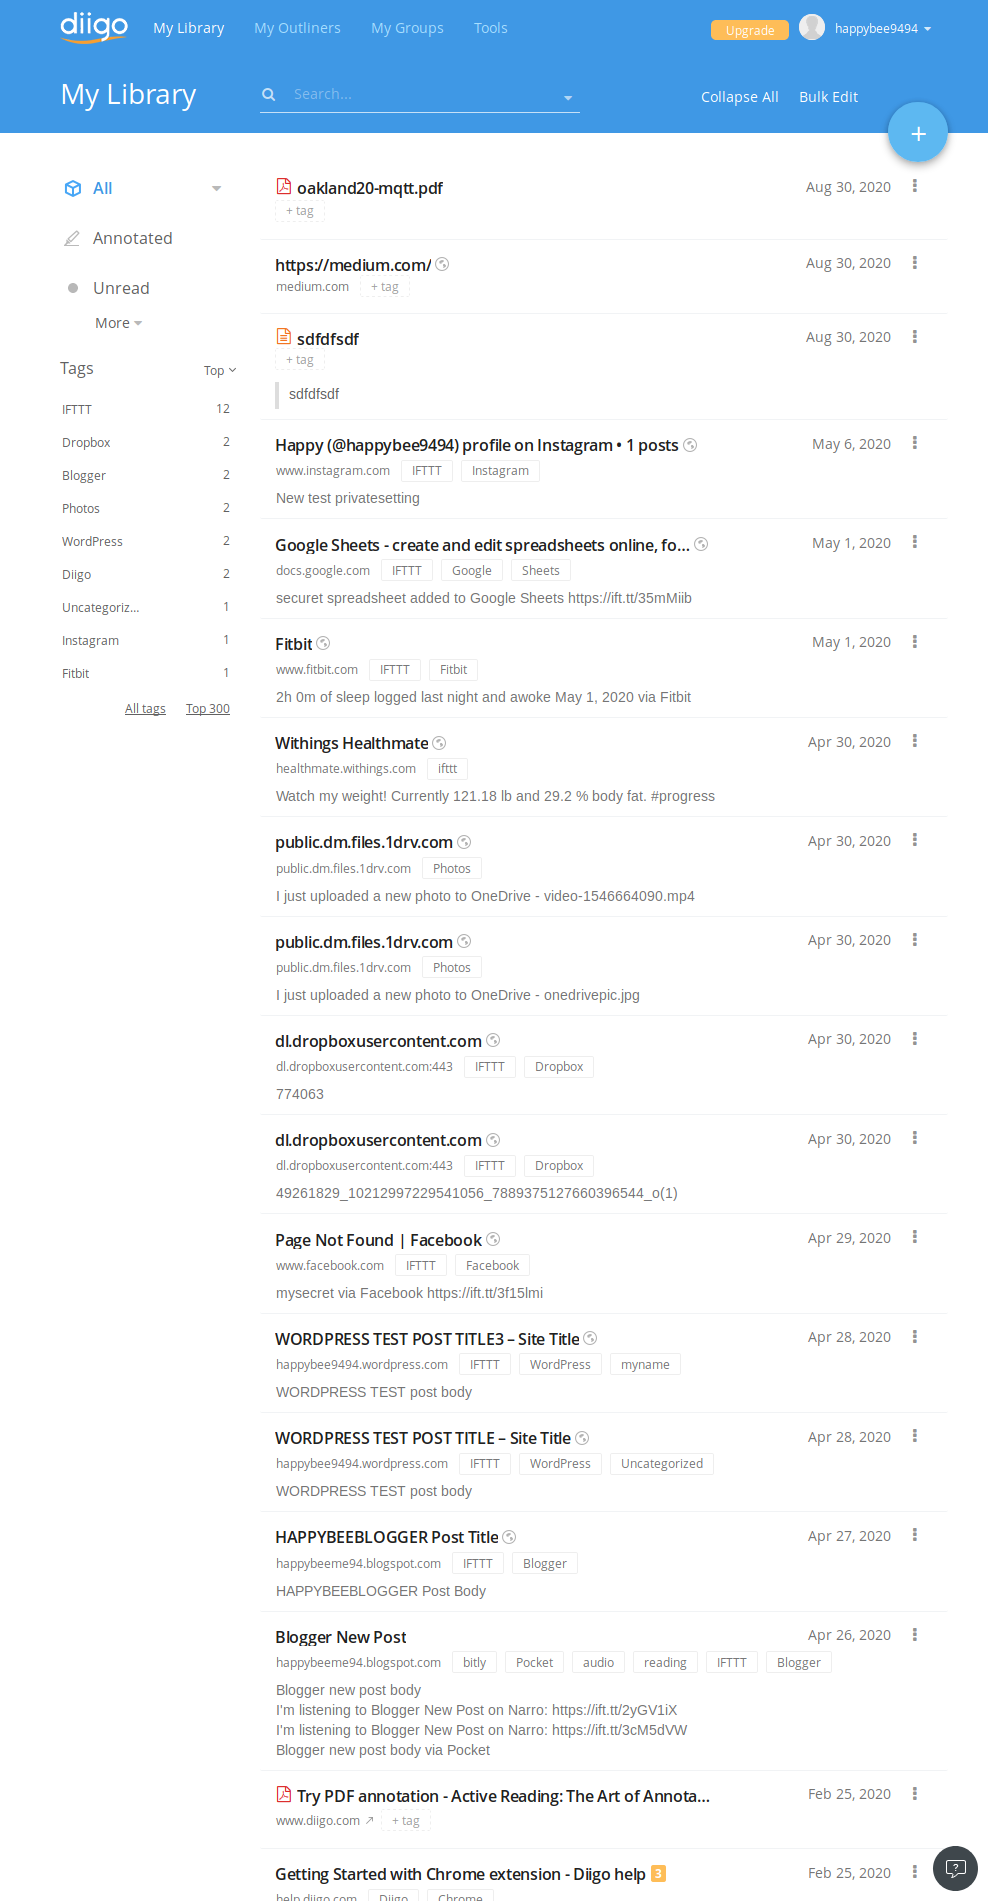 diigo My Library My Outliners My Groups Tools Upgrade happybee9494
My Library Search... Collapse All Bulk Edit
+
All
Annotated
Unread
More
Tags Top
IFTTT 12
Dropbox 2
Blogger 2
Photos 2
WordPress 2
Diigo 2
Uncategoriz... 1
Instagram 1
Fitbit 1
All tags Top 300
oakland20-mqtt.pdf Aug 30, 2020
+ tag
https://medium.com/ Aug 30, 2020
medium.com + tag
sdfdfsdf Aug 30, 2020
+ tag
sdfdfsdf
Happy (@happybee9494) profile on Instagram • 1 posts May 6, 2020
www.instagram.com IFTTT Instagram
New test privatesetting
Google Sheets - create and edit spreadsheets online, fo... May 1, 2020
docs.google.com IFTTT Google Sheets
securet spreadsheet added to Google Sheets https://ift.tt/35mMiib
Fitbit May 1, 2020
www.fitbit.com IFTTT Fitbit
2h 0m of sleep logged last night and awoke May 1, 2020 via Fitbit
Withings Healthmate Apr 30, 2020
healthmate.withings.com ifttt
Watch my weight! Currently 121.18 lb and 29.2 % body fat. #progress
public.dm.files.1drv.com Apr 30, 2020
public.dm.files.1drv.com Photos
I just uploaded a new photo to OneDrive - video-1546664090.mp4
public.dm.files.1drv.com Apr 30, 2020
public.dm.files.1drv.com Photos
I just uploaded a new photo to OneDrive - onedrivepic.jpg
dl.dropboxusercontent.com Apr 30, 2020
dl.dropboxusercontent.com:443 IFTTT Dropbox
774063
dl.dropboxusercontent.com Apr 30, 2020
dl.dropboxusercontent.com:443 IFTTT Dropbox
49261829_10212997229541056_7889375127660396544_o(1)
Page Not Found | Facebook Apr 29, 2020
www.facebook.com IFTTT Facebook
mysecret via Facebook https://ift.tt/3f15lmi
WORDPRESS TEST POST TITLE3 – Site Title Apr 28, 2020
happybee9494.wordpress.com IFTTT WordPress myname
WORDPRESS TEST post body
WORDPRESS TEST POST TITLE – Site Title Apr 28, 2020
happybee9494.wordpress.com IFTTT WordPress Uncategorized
WORDPRESS TEST post body
HAPPYBEEBLOGGER Post Title Apr 27, 2020
happybeeme94.blogspot.com IFTTT Blogger
HAPPYBEEBLOGGER Post Body
Blogger New Post Apr 26, 2020
happybeeme94.blogspot.com bitly Pocket audio reading IFTTT Blogger
Blogger new post body
I'm listening to Blogger New Post on Narro: https://ift.tt/2yGV1iX
I'm listening to Blogger New Post on Narro: https://ift.tt/3cM5dVW
Blogger new post body via Pocket
Try PDF annotation - Active Reading: The Art of Annota... Feb 25, 2020
www.diigo.com + tag
Getting Started with Chrome extension - Diigo help 3 Feb 25, 2020
help.diigo.com Diigo Chrome